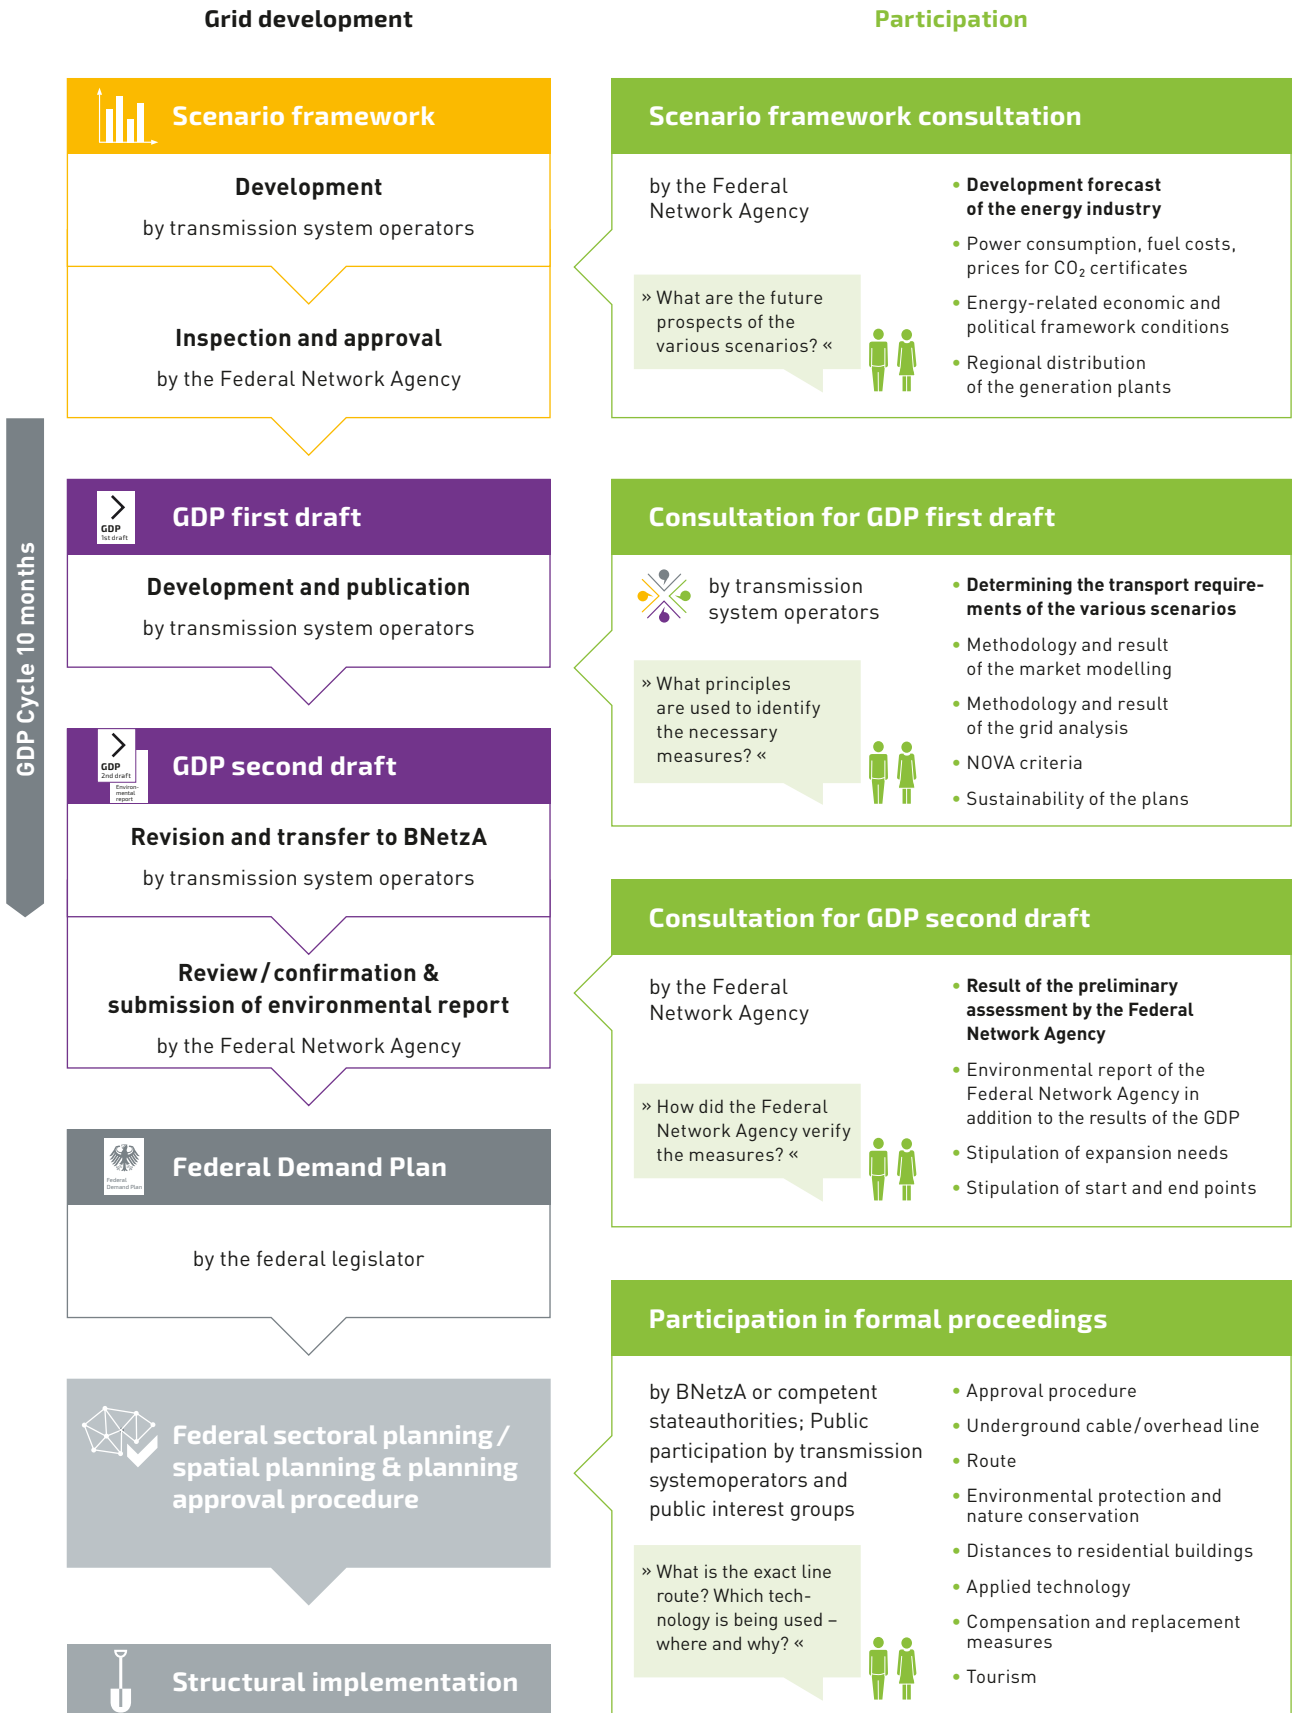 Grid development
Participation
Scenario framework
Development
by transmission system operators
Inspection and approval
by the Federal Network Agency
Scenario framework consultation
by the Federal
Network Agency
» What are the future
prospects of the
various scenarios? «
• Development forecast
of the energy industry
• Power consumption, fuel costs,
prices for CO₂ certificates
• Energy-related economic and
political framework conditions
• Regional distribution
of the generation plants
GDP Cycle 10 months
GDP
1st draft
GDP first draft
Development and publication
by transmission system operators
Consultation for GDP first draft
by transmission
system operators
» What principles
are used to identify
the necessary
measures? «
• Determining the transport require-
ments of the various scenarios
• Methodology and result
of the market modelling
• Methodology and result
of the grid analysis
• NOVA criteria
• Sustainability of the plans
GDP
2nd draft
Environ-
mental
report
GDP second draft
Revision and transfer to BNetzA
by transmission system operators
Review/confirmation &
submission of environmental report
by the Federal Network Agency
Consultation for GDP second draft
by the Federal
Network Agency
» How did the Federal
Network Agency verify
the measures? «
• Result of the preliminary
assessment by the Federal
Network Agency
• Environmental report of the
Federal Network Agency in
addition to the results of the GDP
• Stipulation of expansion needs
• Stipulation of start and end points
Federal
Demand Plan
Federal Demand Plan
by the federal legislator
Participation in formal proceedings
by BNetzA or competent
stateauthorities; Public
participation by transmission
systemoperators and
public interest groups
» What is the exact line
route? Which tech-
nology is being used –
where and why? «
• Approval procedure
• Underground cable/overhead line
• Route
• Environmental protection and
nature conservation
• Distances to residential buildings
• Applied technology
• Compensation and replacement
measures
• Tourism
Federal sectoral planning/
spatial planning & planning
approval procedure
Structural implementation